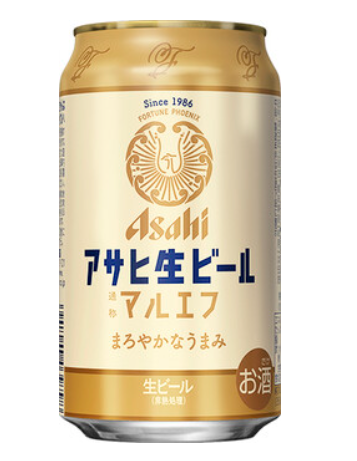 Since 1986
FORTUNE PHOENIX
Asahi
アサヒ生ビール
通称 マルエフ
まろやかなうまみ
生ビール
(非熱処理)
お酒